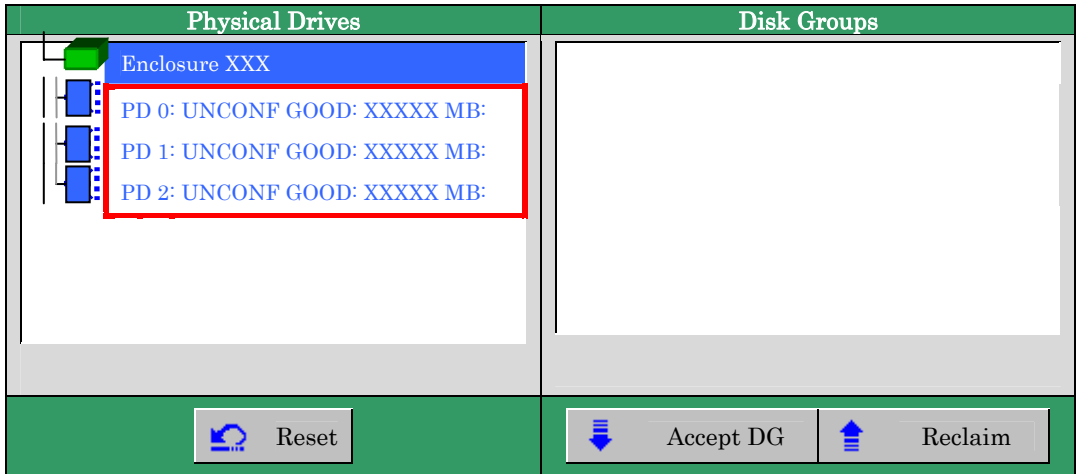 Physical Drives
Disk Groups
Enclosure XXX
PD 0: UNCONF GOOD: XXXXX MB:
PD 1: UNCONF GOOD: XXXXX MB:
PD 2: UNCONF GOOD: XXXXX MB:
Reset
Accept DG
Reclaim